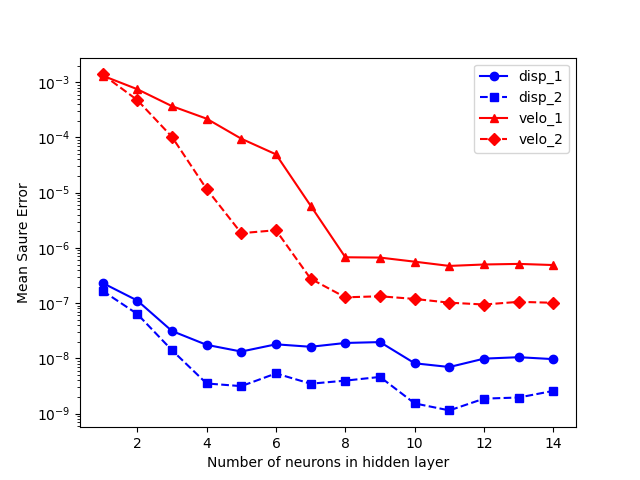 disp_1
disp_2
velo_1
velo_2
Mean Saure Error
10⁻³
10⁻⁴
10⁻⁵
10⁻⁶
10⁻⁷
10⁻⁸
10⁻⁹
2 4 6 8 10 12 14
Number of neurons in hidden layer